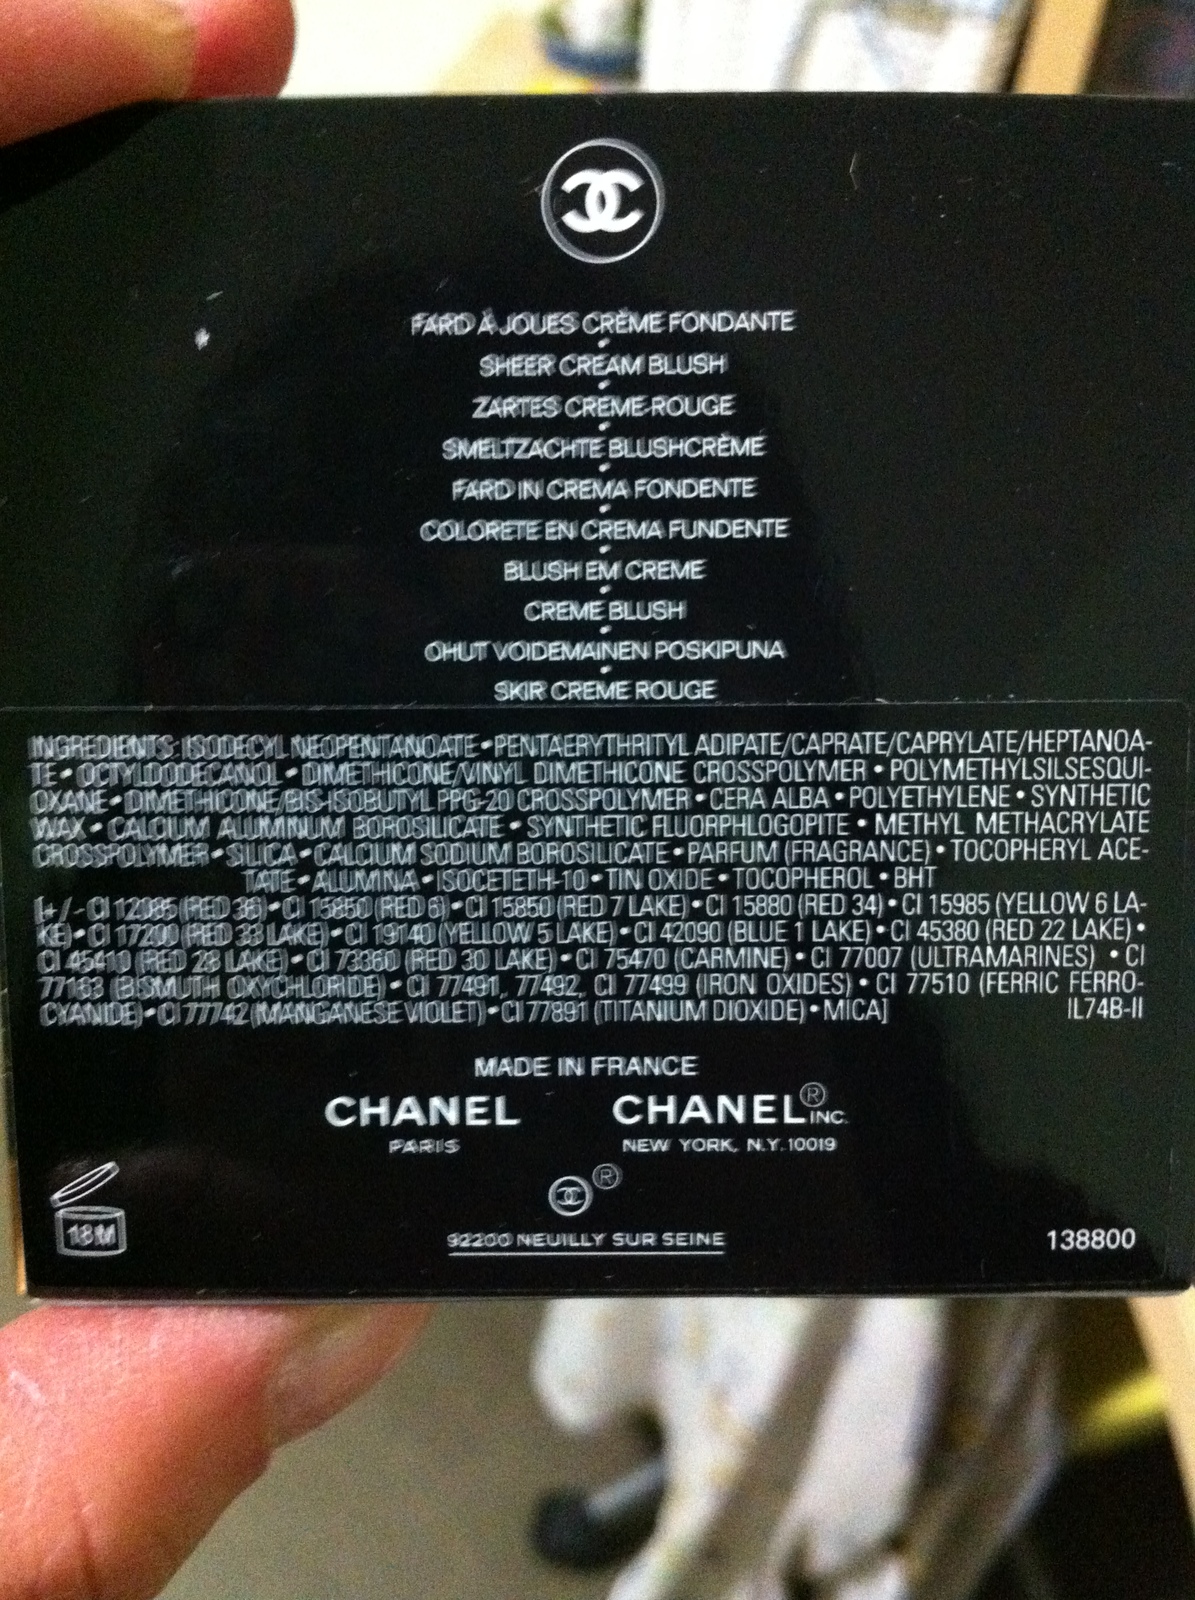 FARD À JOUES CRÈME FONDANTE
SHEER CREAM BLUSH
ZARTES CREME-ROUGE
SMELTZACHTE BLUSHCRÈME
FARD IN CREMA FONDENTE
COLORETE EN CREMA FUNDENTE
BLUSH EM CREME
CREME BLUSH
OHUT VOIDEMAINEN POSKIPUNA
SKIR CREME ROUGE
INGREDIENTS: ISODECYL NEOPENTANOATE • PENTAERYTHRITYL ADIPATE/CAPRATE/CAPRYLATE/HEPTANOA-
TE • OCTYLDODECANOL • DIMETHICONE/VINYL DIMETHICONE CROSSPOLYMER • POLYMETHYLSILSESQUI-
OXANE • DIMETHICONE/BIS-ISOBUTYL PPG-20 CROSSPOLYMER • CERA ALBA • POLYETHYLENE • SYNTHETIC
WAX • CALCIUM ALUMINUM BOROSILICATE • SYNTHETIC FLUORPHLOGOPITE • METHYL METHACRYLATE
CROSSPOLYMER • SILICA • CALCIUM SODIUM BOROSILICATE • PARFUM (FRAGRANCE) • TOCOPHERYL ACE-
TATE • ALUMINA • ISOCETETH-10 • TIN OXIDE • TOCOPHEROL • BHT
[+/- CI 12085 (RED 36) • CI 15850 (RED 6) • CI 15850 (RED 7 LAKE) • CI 15880 (RED 34) • CI 15985 (YELLOW 6 LA-
KE) • CI 17200 (RED 33 LAKE) • CI 19140 (YELLOW 5 LAKE) • CI 42090 (BLUE 1 LAKE) • CI 45380 (RED 22 LAKE) •
CI 45410 (RED 28 LAKE) • CI 73360 (RED 30 LAKE) • CI 75470 (CARMINE) • CI 77007 (ULTRAMARINES) • CI
77163 (BISMUTH OXYCHLORIDE) • CI 77491, 77492, CI 77499 (IRON OXIDES) • CI 77510 (FERRIC FERRO-
CYANIDE) • CI 77742 (MANGANESE VIOLET) • CI 77891 (TITANIUM DIOXIDE) • MICA] IL74B-II
MADE IN FRANCE
CHANEL CHANEL® INC.
PARIS NEW YORK, N.Y. 10019
®
18M
92200 NEUILLY SUR SEINE
138800